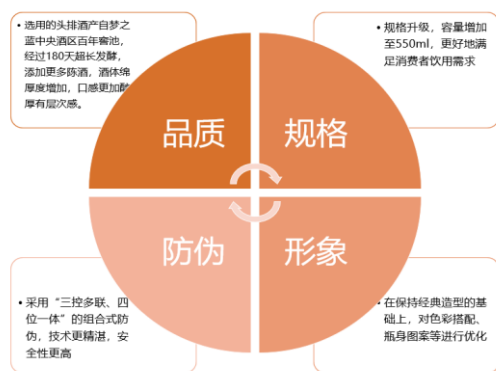 • 选用的头排酒产自梦之
蓝中央酒区百年窖池，
经过180天超长发酵，
添加更多陈酒，酒体绵
厚度增加，口感更加
厚有层次感。
• 规格升级，容量增加
至550ml，更好地满
足消费者饮用需求
品质
规格
防伪
形象
• 采用“三控多联、四
位一体”的组合式防
伪，技术更精湛，安
全性更高
• 在保持经典造型的基
础上，对色彩搭配、
瓶身图案等进行优化